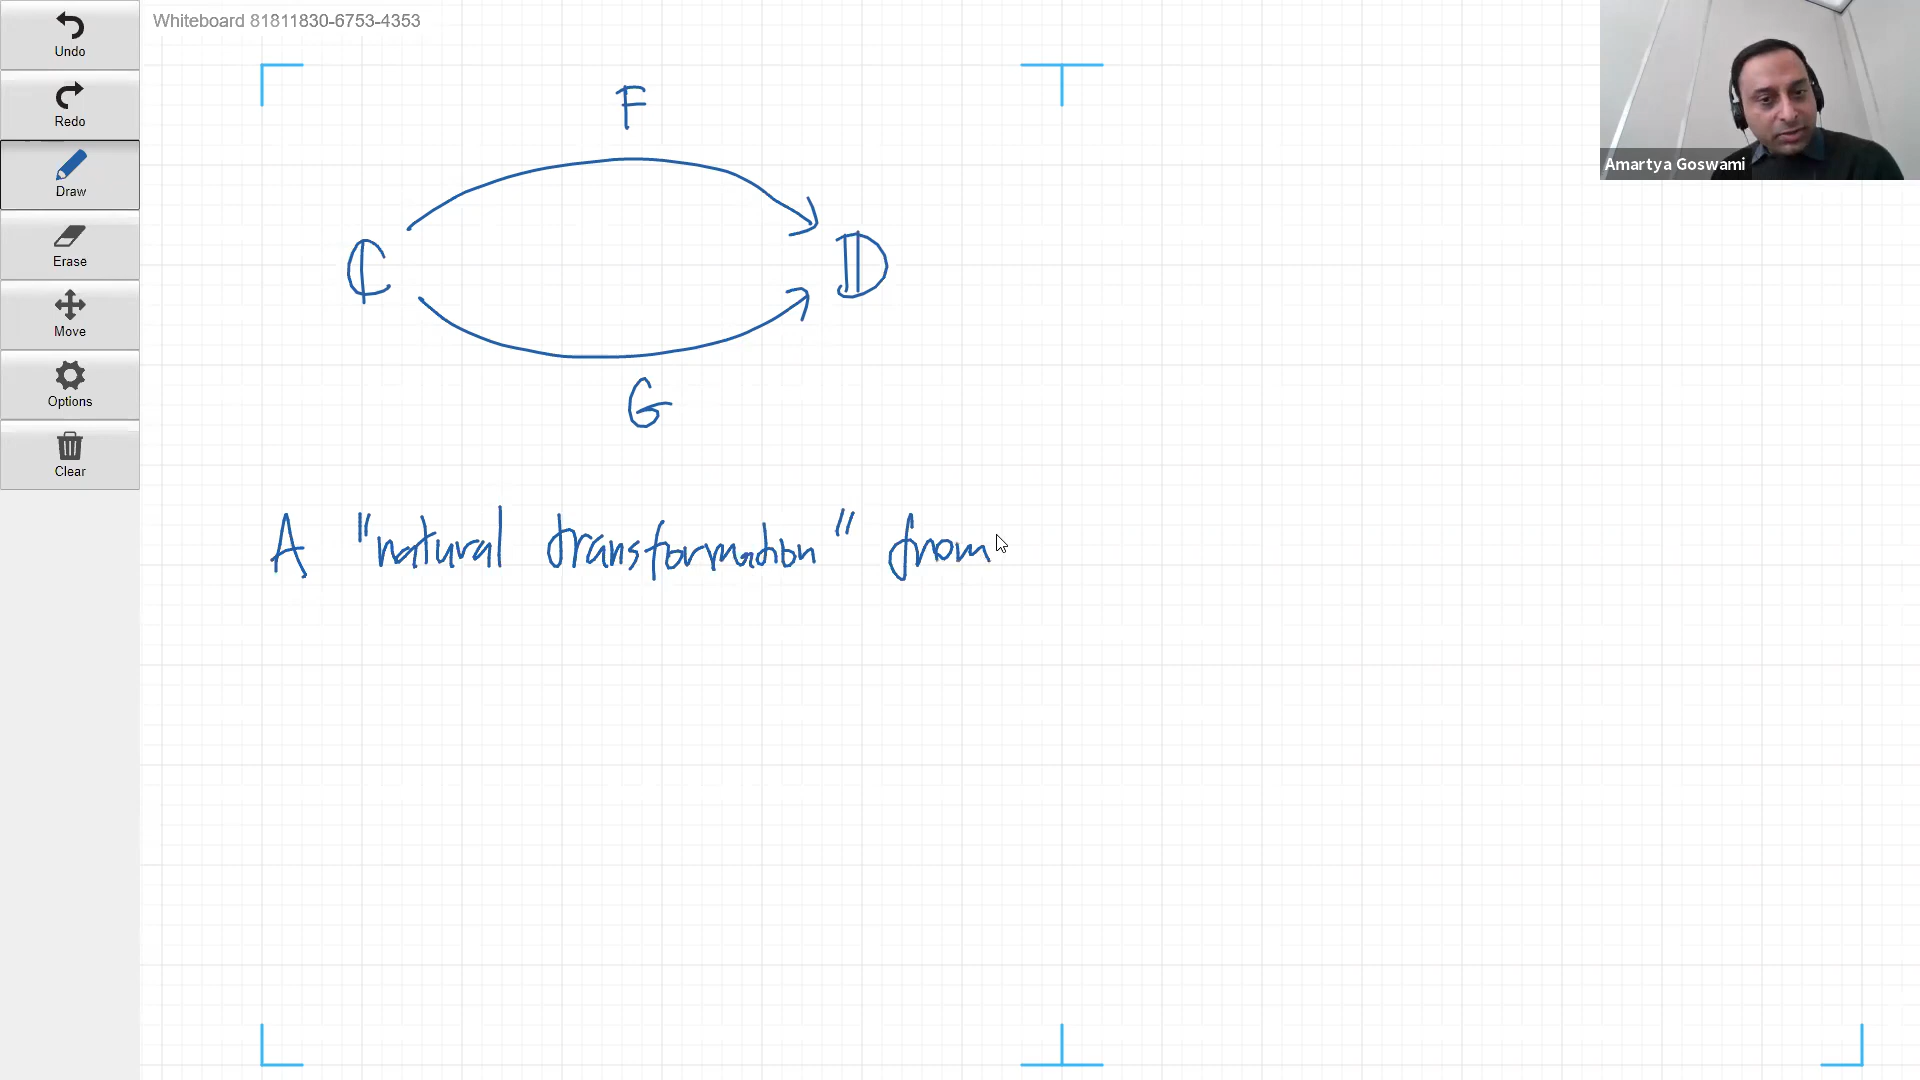 Whiteboard 81811830-6753-4353
Undo
Redo
Draw
Erase
Move
Options
Clear
Amartya Goswami
F
ℂ 𝔻
G
A "natural transformation" from